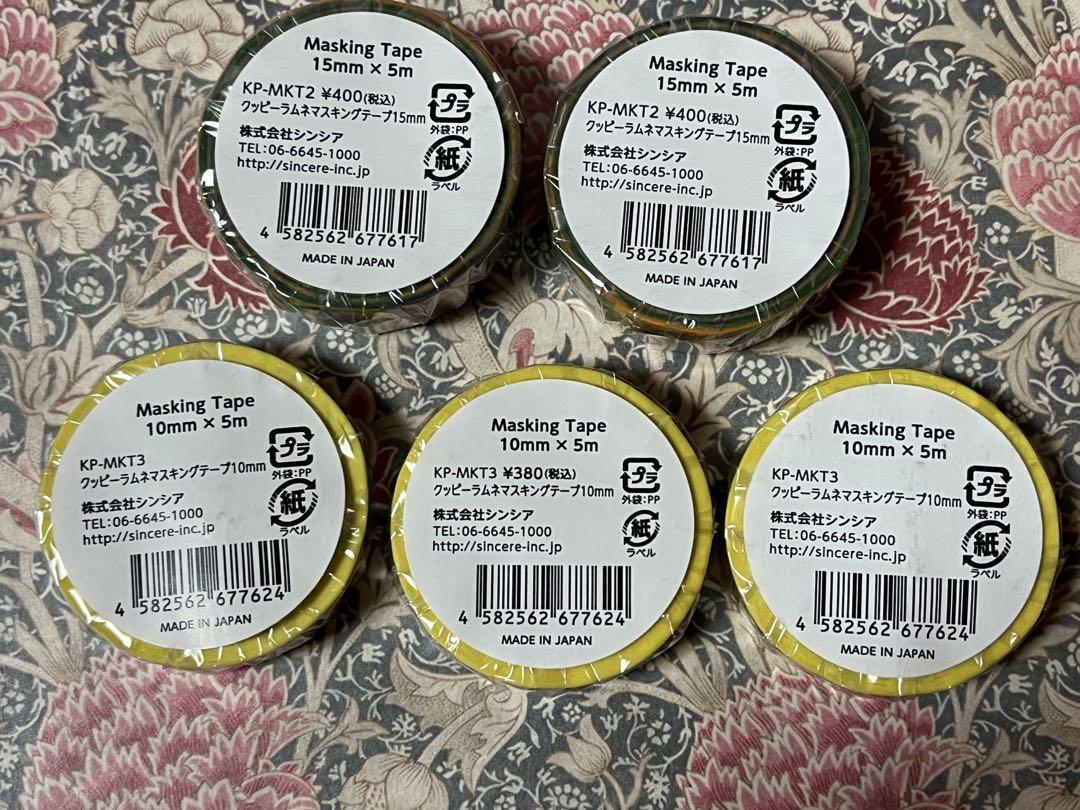 Masking Tape
15mm × 5m
KP-MKT2 ¥400(税込)
クッピーラムネマスキングテープ15mm
株式会社シンシア
TEL:06-6645-1000
http://sincere-inc.jp
プラ
外袋:PP
紙
ラベル
4 582562 677617
MADE IN JAPAN
Masking Tape
15mm × 5m
KP-MKT2 ¥400(税込)
クッピーラムネマスキングテープ15mm
株式会社シンシア
TEL:06-6645-1000
http://sincere-inc.jp
プラ
外袋:PP
紙
ラベル
4 582562 677617
MADE IN JAPAN
Masking Tape
10mm × 5m
KP-MKT3
クッピーラムネマスキングテープ10mm
株式会社シンシア
TEL:06-6645-1000
http://sincere-inc.jp
プラ
外袋:PP
紙
ラベル
4 582562 677624
MADE IN JAPAN
Masking Tape
10mm × 5m
KP-MKT3 ¥380(税込)
クッピーラムネマスキングテープ10mm
株式会社シンシア
TEL:06-6645-1000
http://sincere-inc.jp
プラ
外袋:PP
紙
ラベル
4 582562 677624
MADE IN JAPAN
Masking Tape
10mm × 5m
KP-MKT3
クッピーラムネマスキングテープ10mm
株式会社シンシア
TEL:06-6645-1000
http://sincere-inc.jp
プラ
外袋:PP
紙
ラベル
4 582562 677624
MADE IN JAPAN